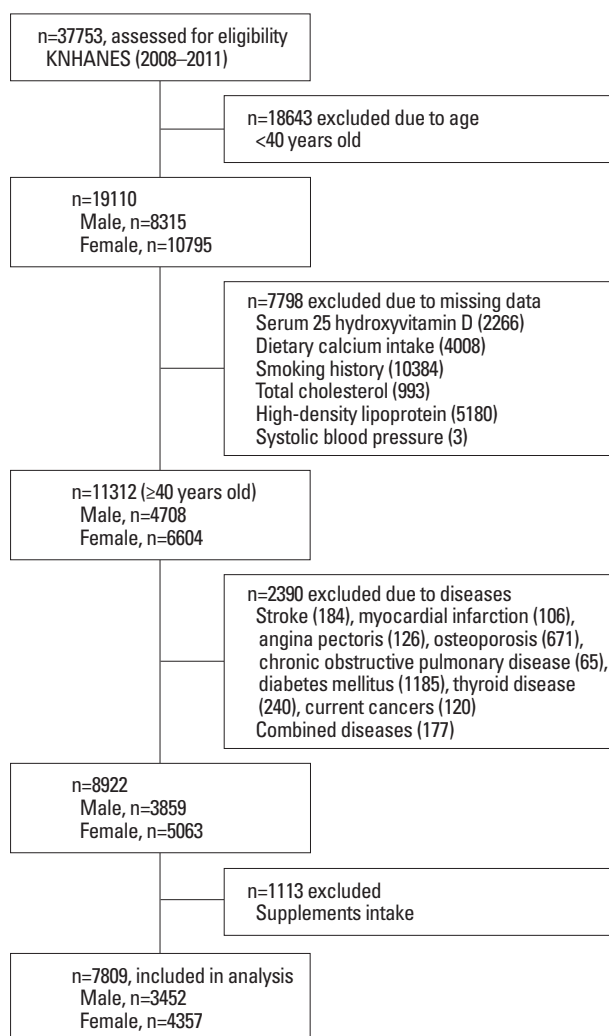 n=37753, assessed for eligibility
KNHANES (2008–2011)
n=18643 excluded due to age
<40 years old
n=19110
Male, n=8315
Female, n=10795
n=7798 excluded due to missing data
Serum 25 hydroxyvitamin D (2266)
Dietary calcium intake (4008)
Smoking history (10384)
Total cholesterol (993)
High-density lipoprotein (5180)
Systolic blood pressure (3)
n=11312 (≥40 years old)
Male, n=4708
Female, n=6604
n=2390 excluded due to diseases
Stroke (184), myocardial infarction (106),
angina pectoris (126), osteoporosis (671),
chronic obstructive pulmonary disease (65),
diabetes mellitus (1185), thyroid disease
(240), current cancers (120)
Combined diseases (177)
n=8922
Male, n=3859
Female, n=5063
n=1113 excluded
Supplements intake
n=7809, included in analysis
Male, n=3452
Female, n=4357